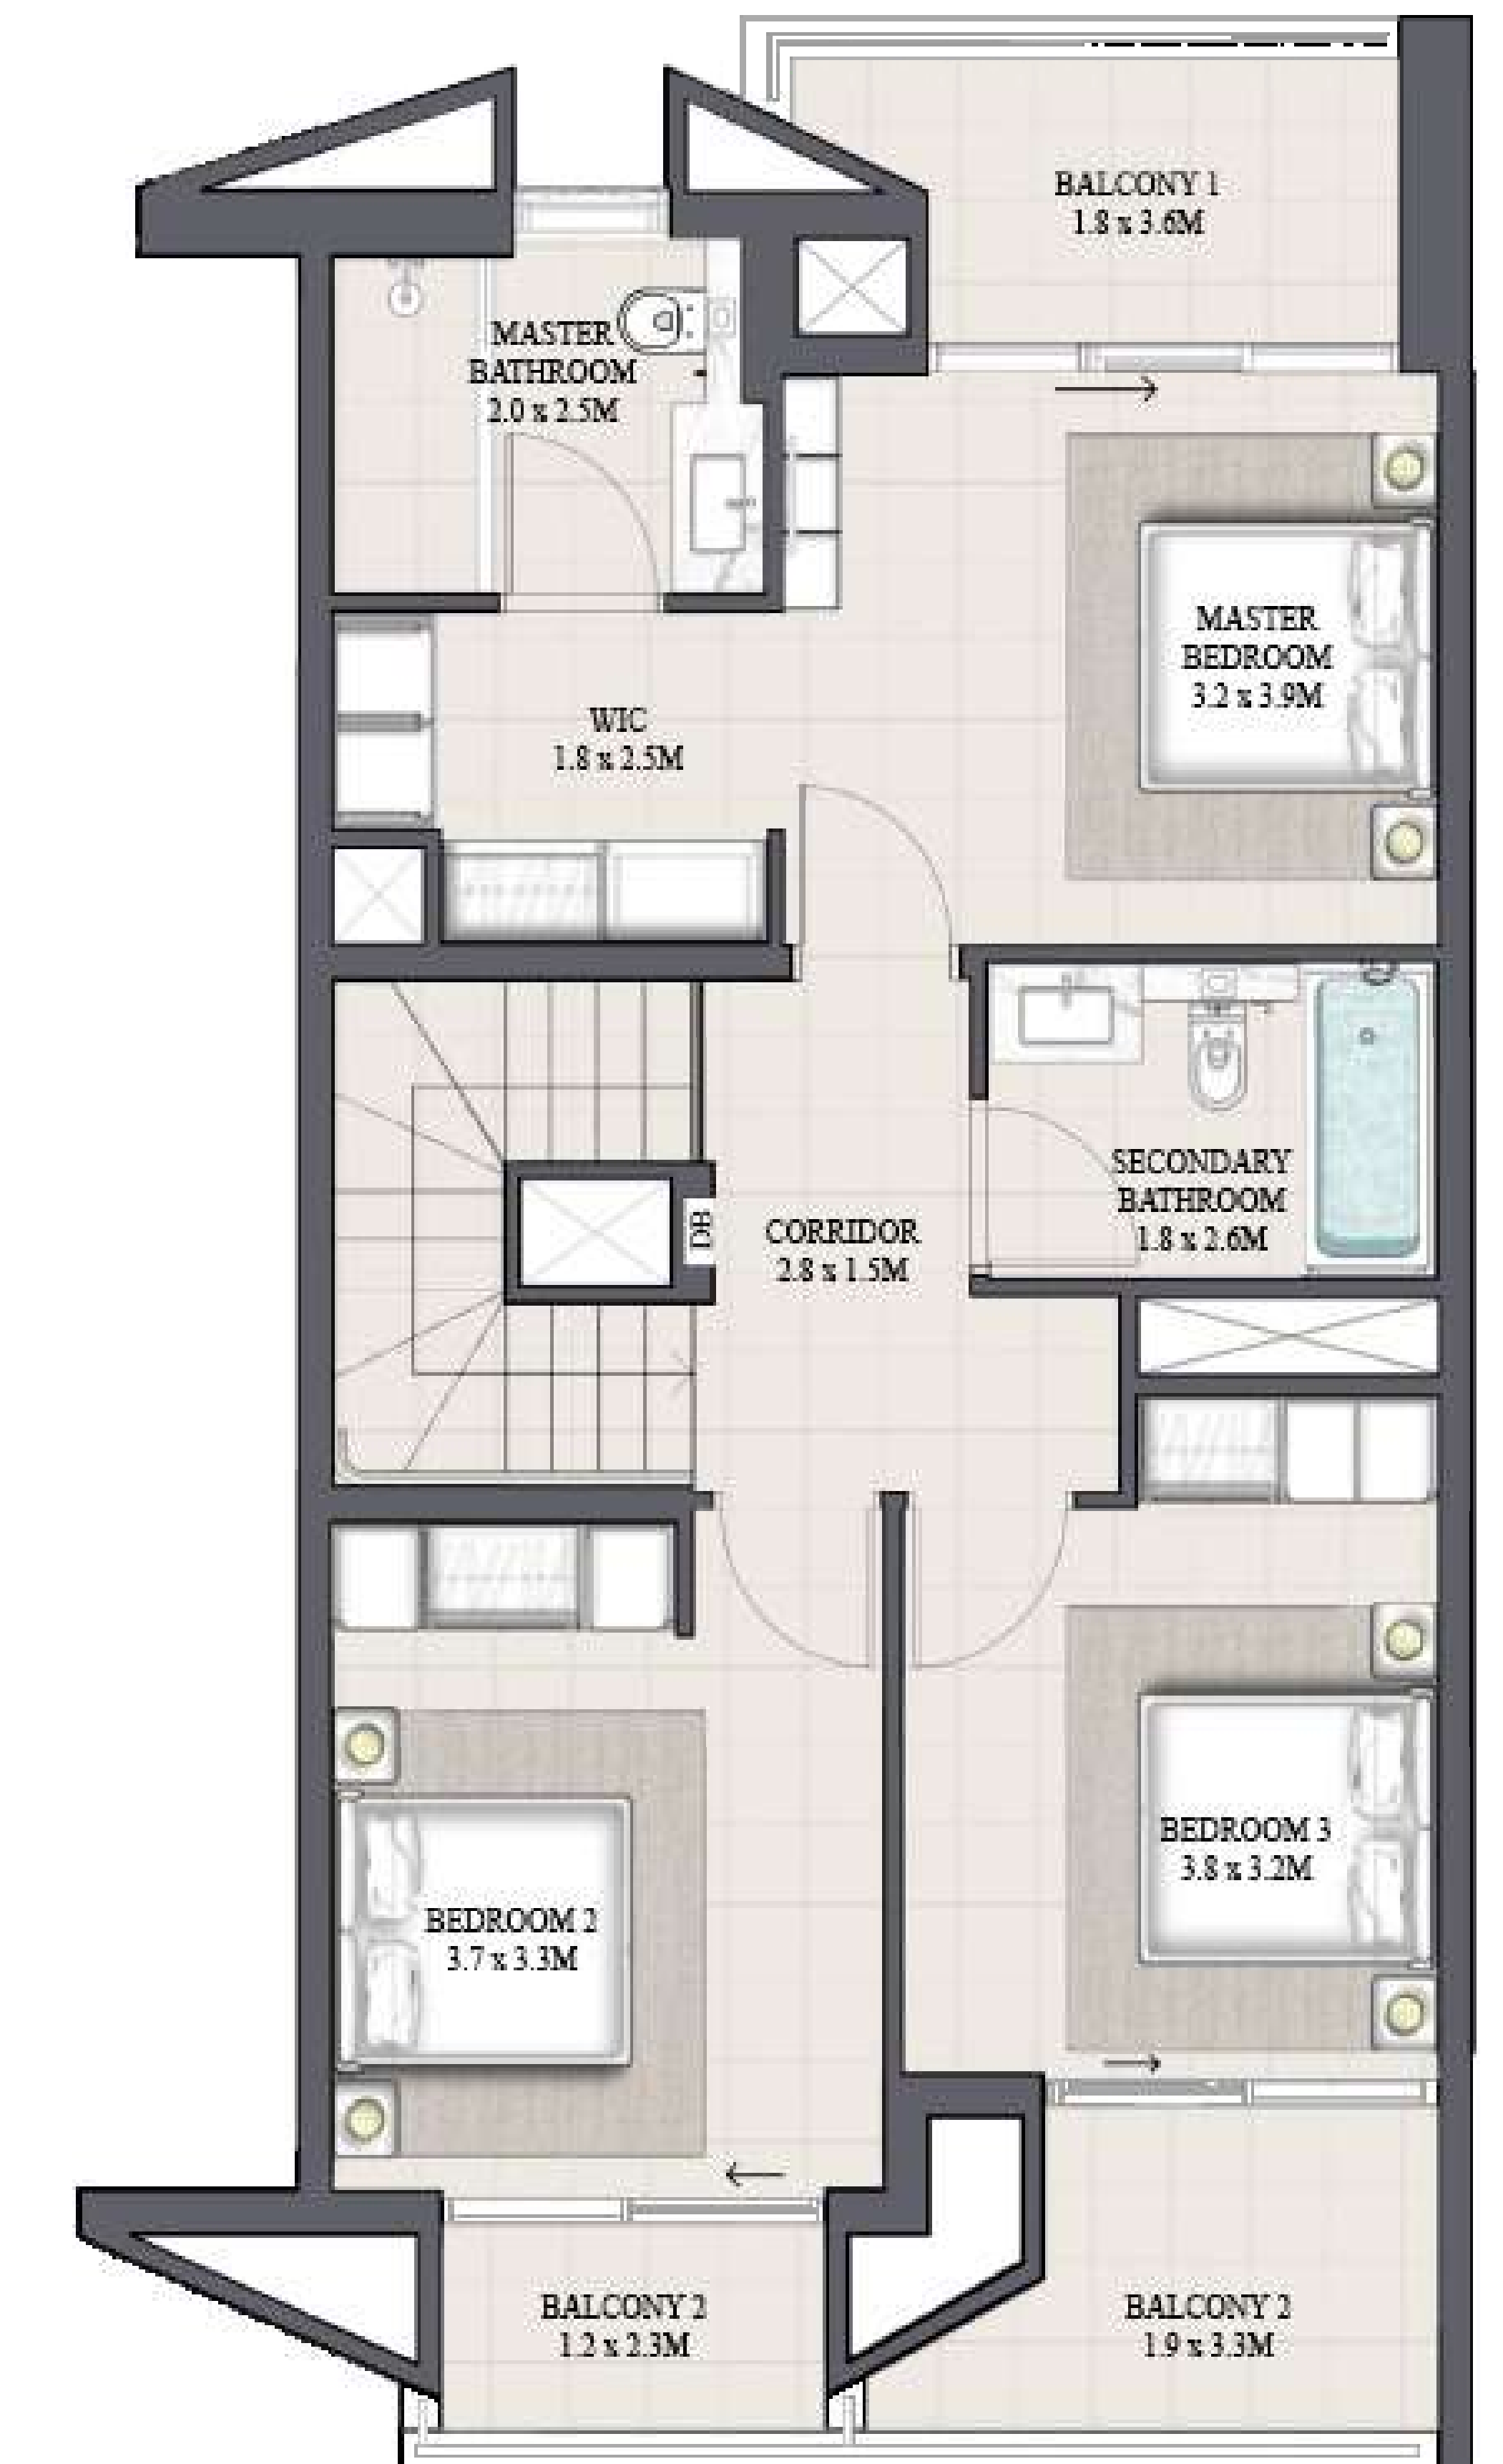 BALCONY 1
1.8 x 3.6M
MASTER
BATHROOM
2.0 x 2.5M
MASTER
BEDROOM
3.2 x 3.9M
WIC
1.8 x 2.5M
SECONDARY
BATHROOM
1.8 x 2.6M
DB
CORRIDOR
2.8 x 1.5M
BEDROOM 3
3.8 x 3.2M
BEDROOM 2
3.7 x 3.3M
BALCONY 2
1.2 x 2.3M
BALCONY 2
1.9 x 3.3M